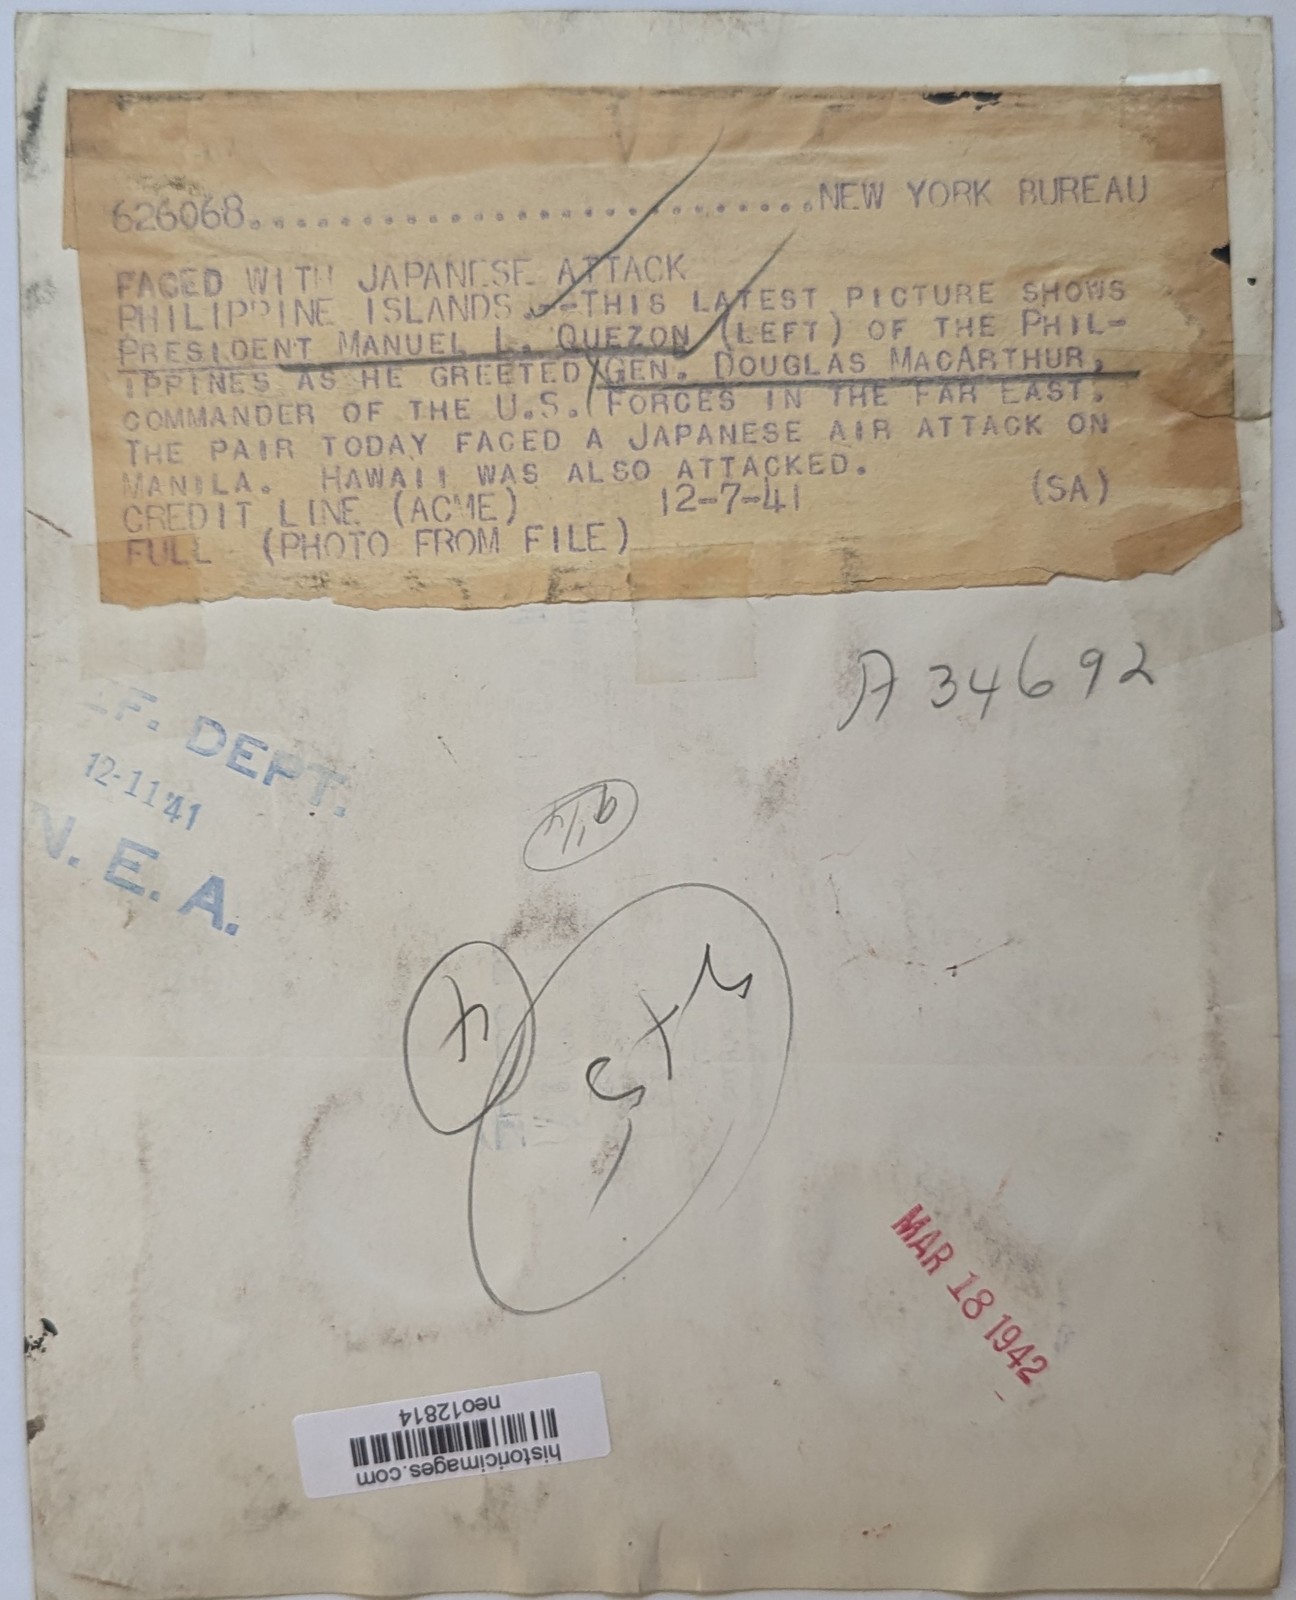 626068..............................NEW YORK BUREAU
FACED WITH JAPANESE ATTACK
PHILIPPINE ISLANDS.--THIS LATEST PICTURE SHOWS
PRESIDENT MANUEL L. QUEZON (LEFT) OF THE PHIL-
IPPINES AS HE GREETED GEN. DOUGLAS MACARTHUR,
COMMANDER OF THE U.S. FORCES IN THE FAR EAST.
THE PAIR TODAY FACED A JAPANESE AIR ATTACK ON
MANILA. HAWAII WAS ALSO ATTACKED.
CREDIT LINE (ACME) 12-7-41 (SA)
FULL (PHOTO FROM FILE)
A 34692
F. DEPT.
12-11'41
N. E. A.
MAR 18 1942
historicimages.com
neo12814